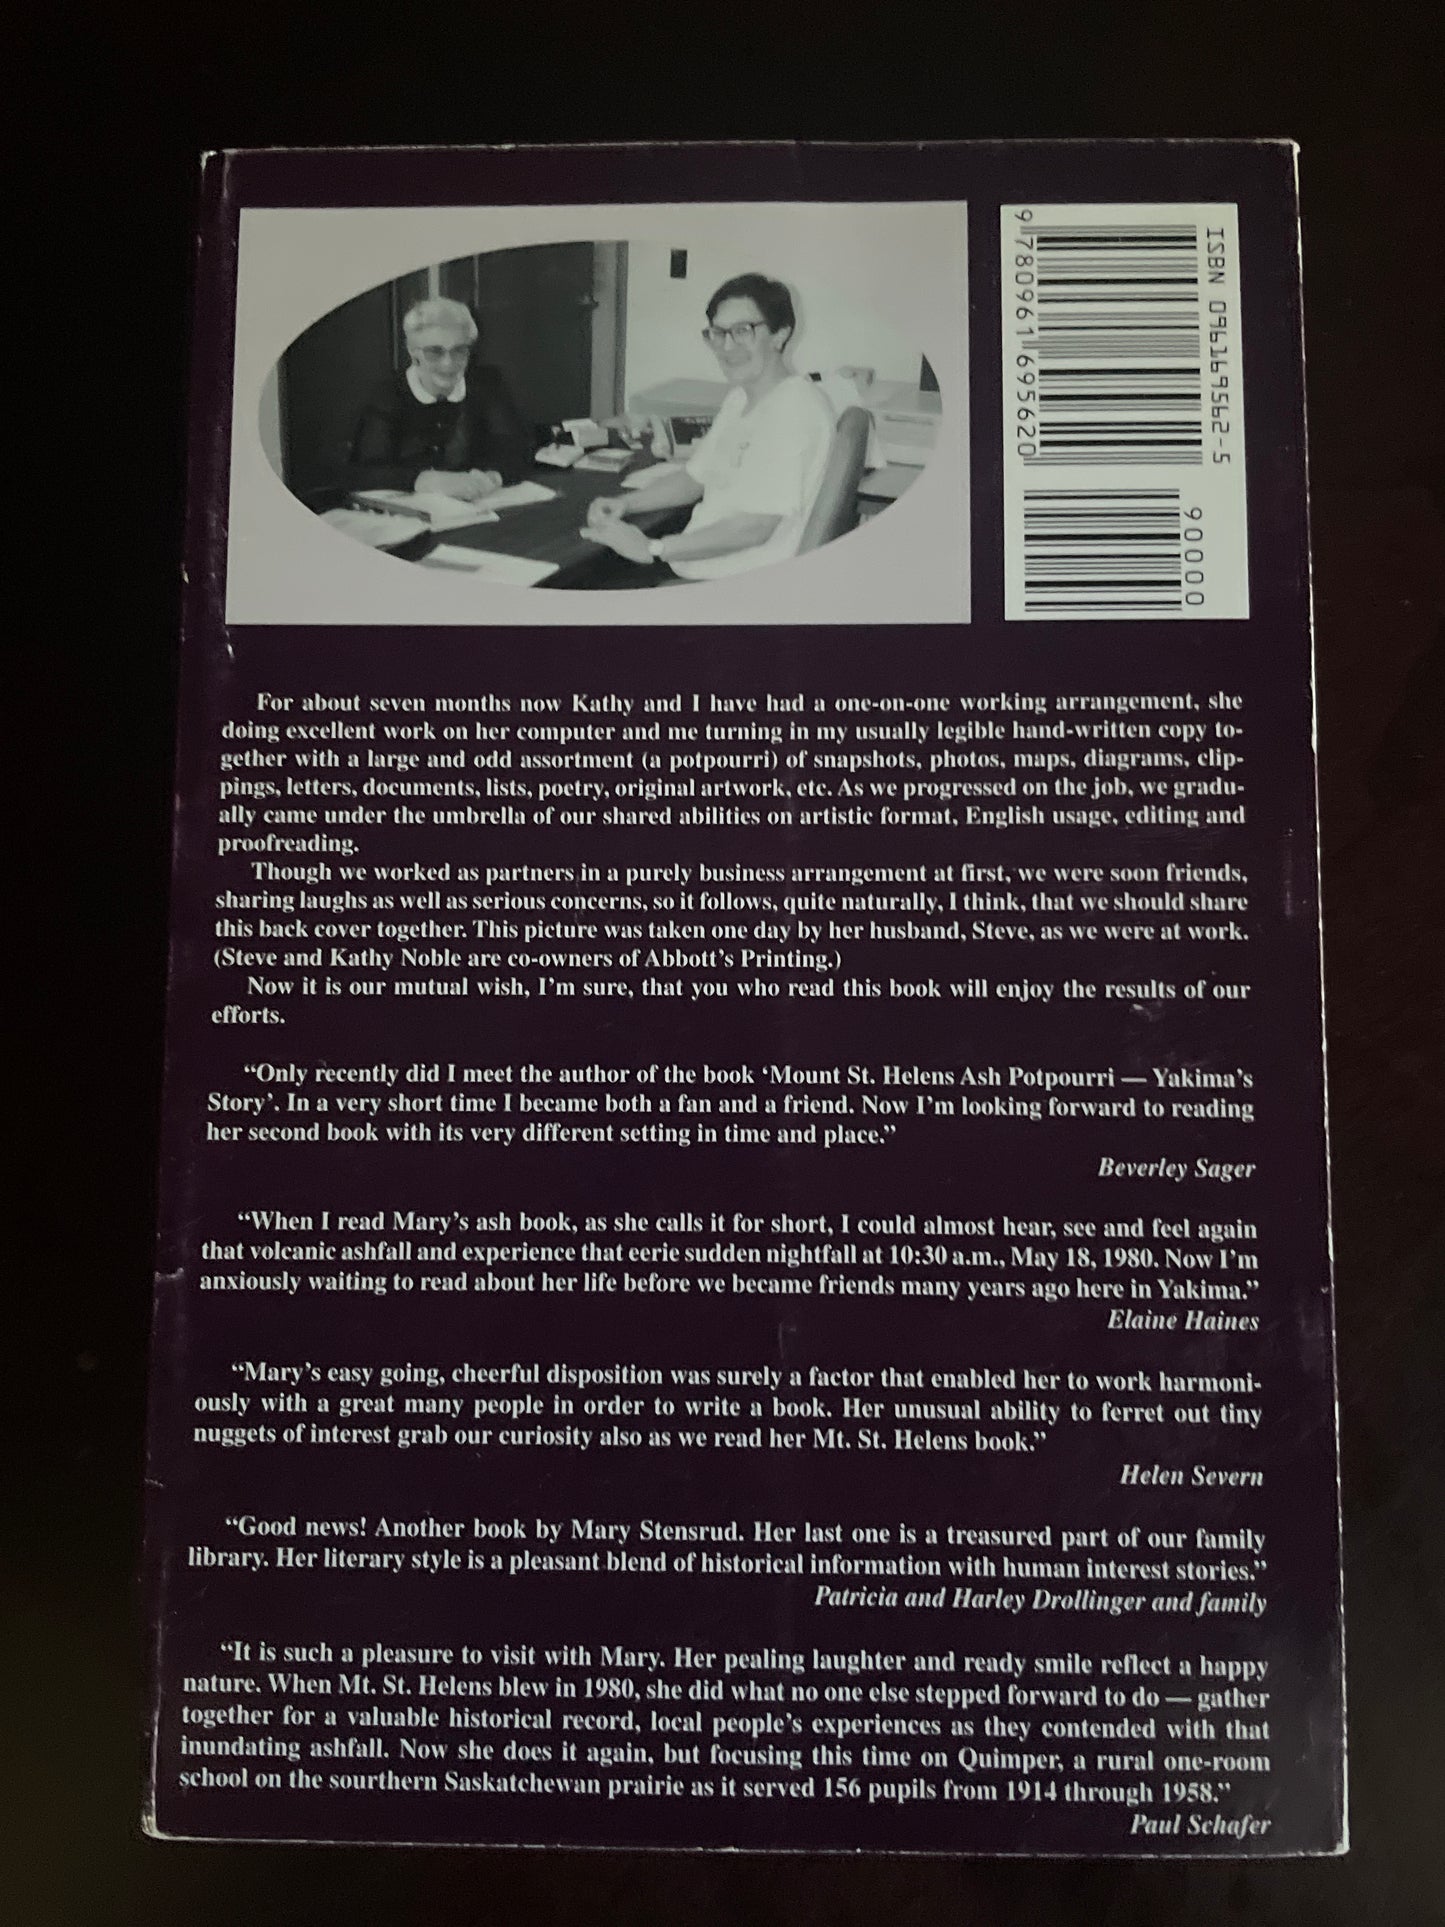 ISBN 096169562-5
9 780961 695620
90000
For about seven months now Kathy and I have had a one-on-one working arrangement, she
doing excellent work on her computer and me turning in my usually legible hand-written copy to-
gether with a large and odd assortment (a potpourri) of snapshots, photos, maps, diagrams, clip-
pings, letters, documents, lists, poetry, original artwork, etc. As we progressed on the job, we gradu-
ally came under the umbrella of our shared abilities on artistic format, English usage, editing and
proofreading.
Though we worked as partners in a purely business arrangement at first, we were soon friends,
sharing laughs as well as serious concerns, so it follows, quite naturally, I think, that we should share
this back cover together. This picture was taken one day by her husband, Steve, as we were at work.
(Steve and Kathy Noble are co-owners of Abbott's Printing.)
Now it is our mutual wish, I'm sure, that you who read this book will enjoy the results of our
efforts.
“Only recently did I meet the author of the book ‘Mount St. Helens Ash Potpourri — Yakima’s
Story’. In a very short time I became both a fan and a friend. Now I’m looking forward to reading
her second book with its very different setting in time and place.”
Beverley Sager
“When I read Mary’s ash book, as she calls it for short, I could almost hear, see and feel again
that volcanic ashfall and experience that eerie sudden nightfall at 10:30 a.m., May 18, 1980. Now I’m
anxiously waiting to read about her life before we became friends many years ago here in Yakima.”
Elaine Haines
“Mary’s easy going, cheerful disposition was surely a factor that enabled her to work harmoni-
ously with a great many people in order to write a book. Her unusual ability to ferret out tiny
nuggets of interest grab our curiosity also as we read her Mt. St. Helens book.”
Helen Severn
“Good news! Another book by Mary Stensrud. Her last one is a treasured part of our family
library. Her literary style is a pleasant blend of historical information with human interest stories.”
Patricia and Harley Drollinger and family
“It is such a pleasure to visit with Mary. Her pealing laughter and ready smile reflect a happy
nature. When Mt. St. Helens blew in 1980, she did what no one else stepped forward to do — gather
together for a valuable historical record, local people’s experiences as they contended with that
inundating ashfall. Now she does it again, but focusing this time on Quimper, a rural one-room
school on the sourthern Saskatchewan prairie as it served 156 pupils from 1914 through 1958.”
Paul Schafer